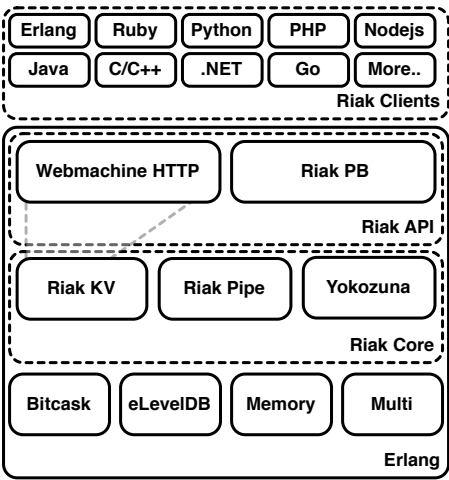 Erlang Ruby Python PHP Nodejs
Java C/C++ .NET Go More..
Riak Clients
Webmachine HTTP Riak PB
Riak API
Riak KV Riak Pipe Yokozuna
Riak Core
Bitcask eLevelDB Memory Multi
Erlang